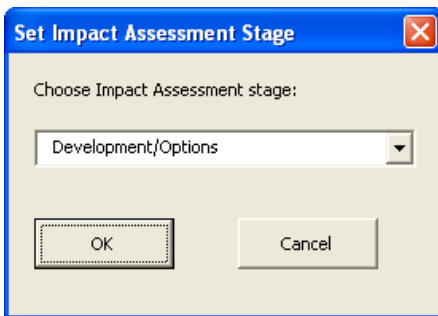 Set Impact Assessment Stage
Choose Impact Assessment stage:
Development/Options
OK
Cancel